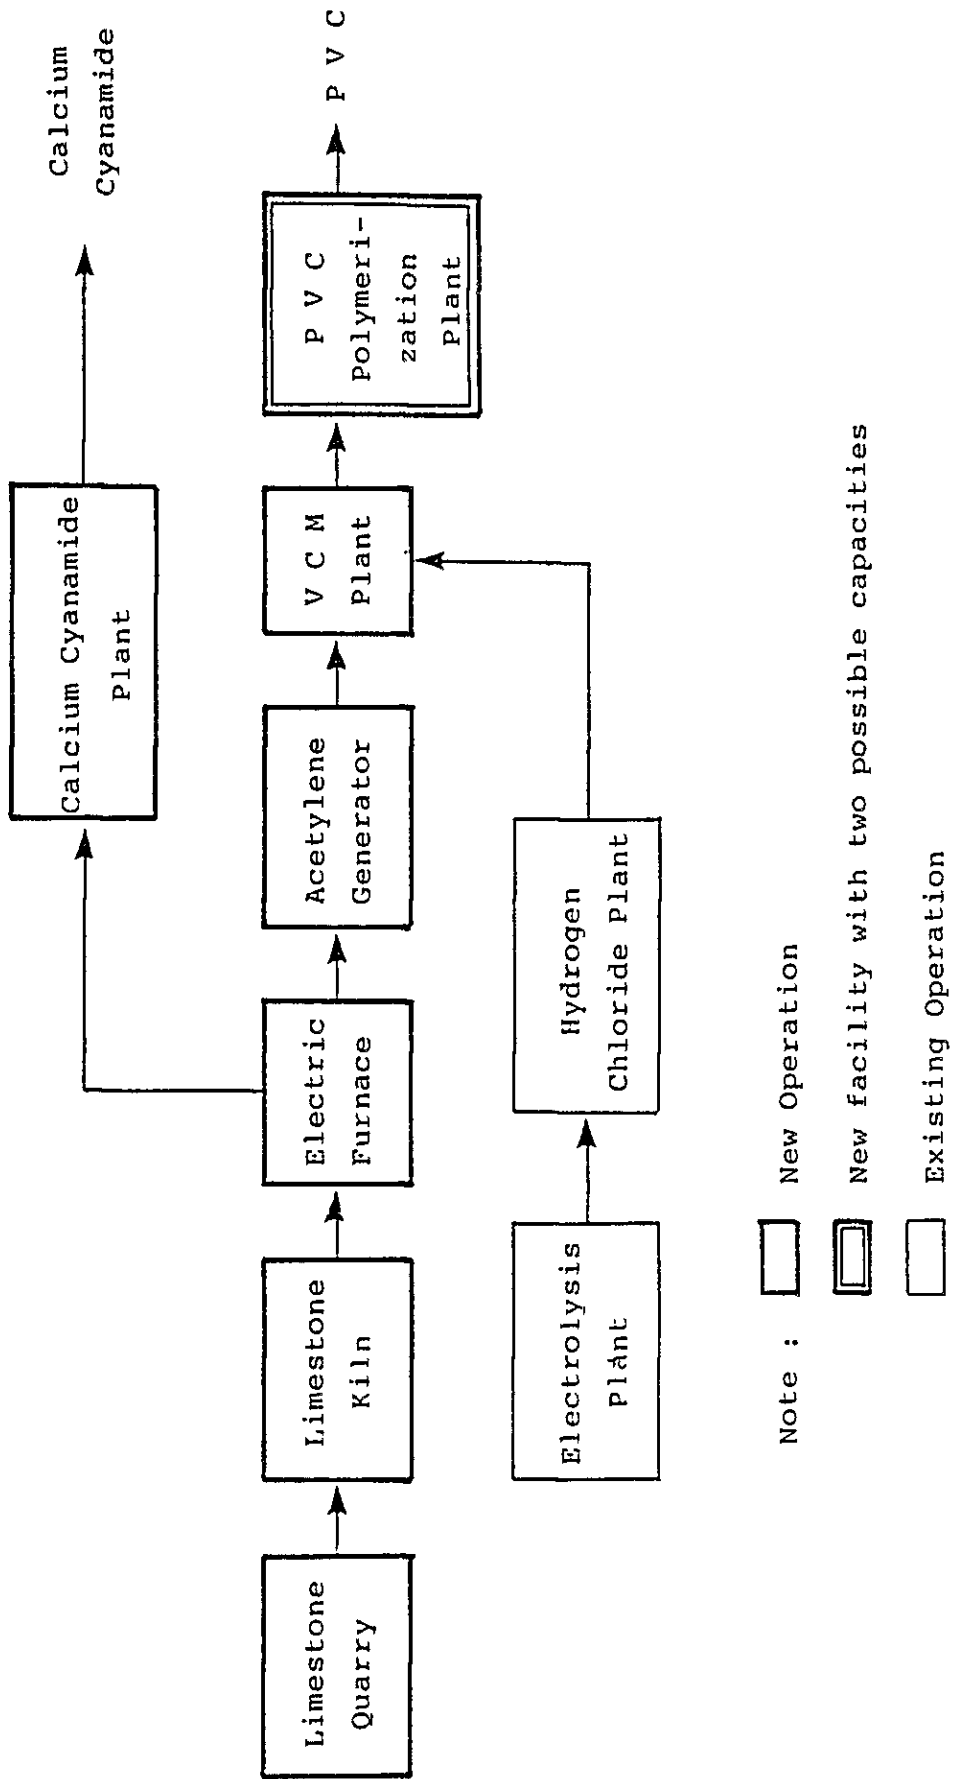 Calcium Cyanamide
Plant
Calcium
Cyanamide
Limestone
Quarry
Limestone
Kiln
Electric
Furnace
Acetylene
Generator
V C M
Plant
P V C
Polymeri-
zation
Plant
P V C
Electrolysis
Plant
Hydrogen
Chloride Plant
Note : New Operation
New facility with two possible capacities
Existing Operation